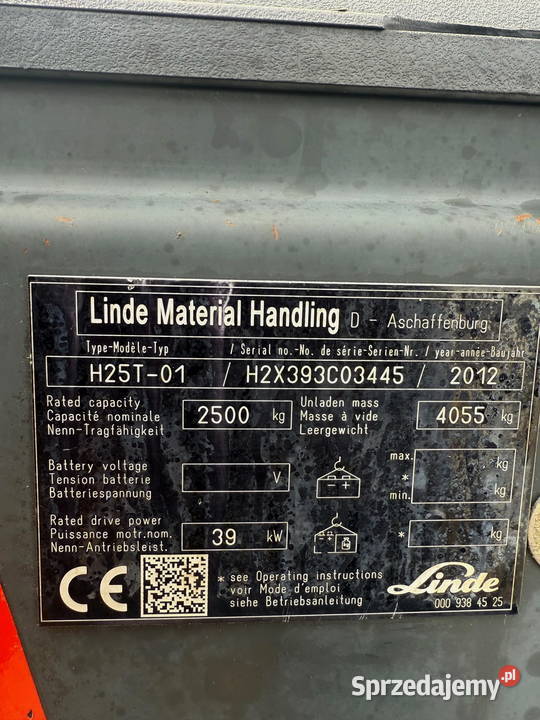 Linde Material Handling D - Aschaffenburg
Type-Modèle-Typ / Serial no.-No. de série-Serien-Nr. / year-année-Baujahr
H25T-01 / H2X393C03445 / 2012
Rated capacity
Capacité nominale 2500 kg
Nenn-Tragfähigkeit
Unladen mass
Masse à vide 4055 kg
Leergewicht
Battery voltage
Tension batterie V
Batteriespannung
- +
max. kg
*
min. kg
Rated drive power
Puissance motr.nom. 39 kW
Nenn-Antriebsleist.
- + kg
* kg
CE
* see Operating instructions
voir Mode d'emploi
siehe Betriebsanleitung
Linde
000 938 45 25
Sprzedajemy.pl